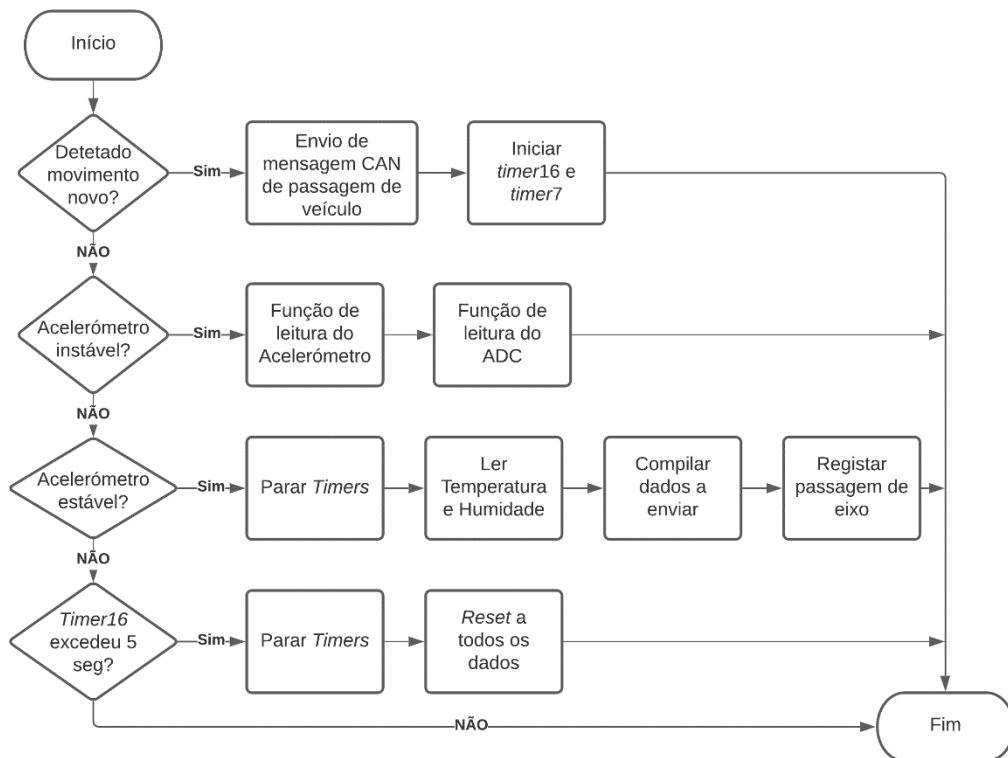 Início
Detetado
movimento
novo?
Sim
Envio de
mensagem CAN
de passagem de
veículo
Iniciar
timer16 e
timer7
NÃO
Acelerómetro
instável?
Sim
Função de
leitura do
Acelerómetro
Função de
leitura do
ADC
NÃO
Acelerómetro
estável?
Sim
Parar Timers
Ler
Temperatura
e Humidade
Compilar
dados a
enviar
Registar
passagem de
eixo
NÃO
Timer16
excedeu 5
seg?
Sim
Parar Timers
Reset a
todos os
dados
NÃO
Fim